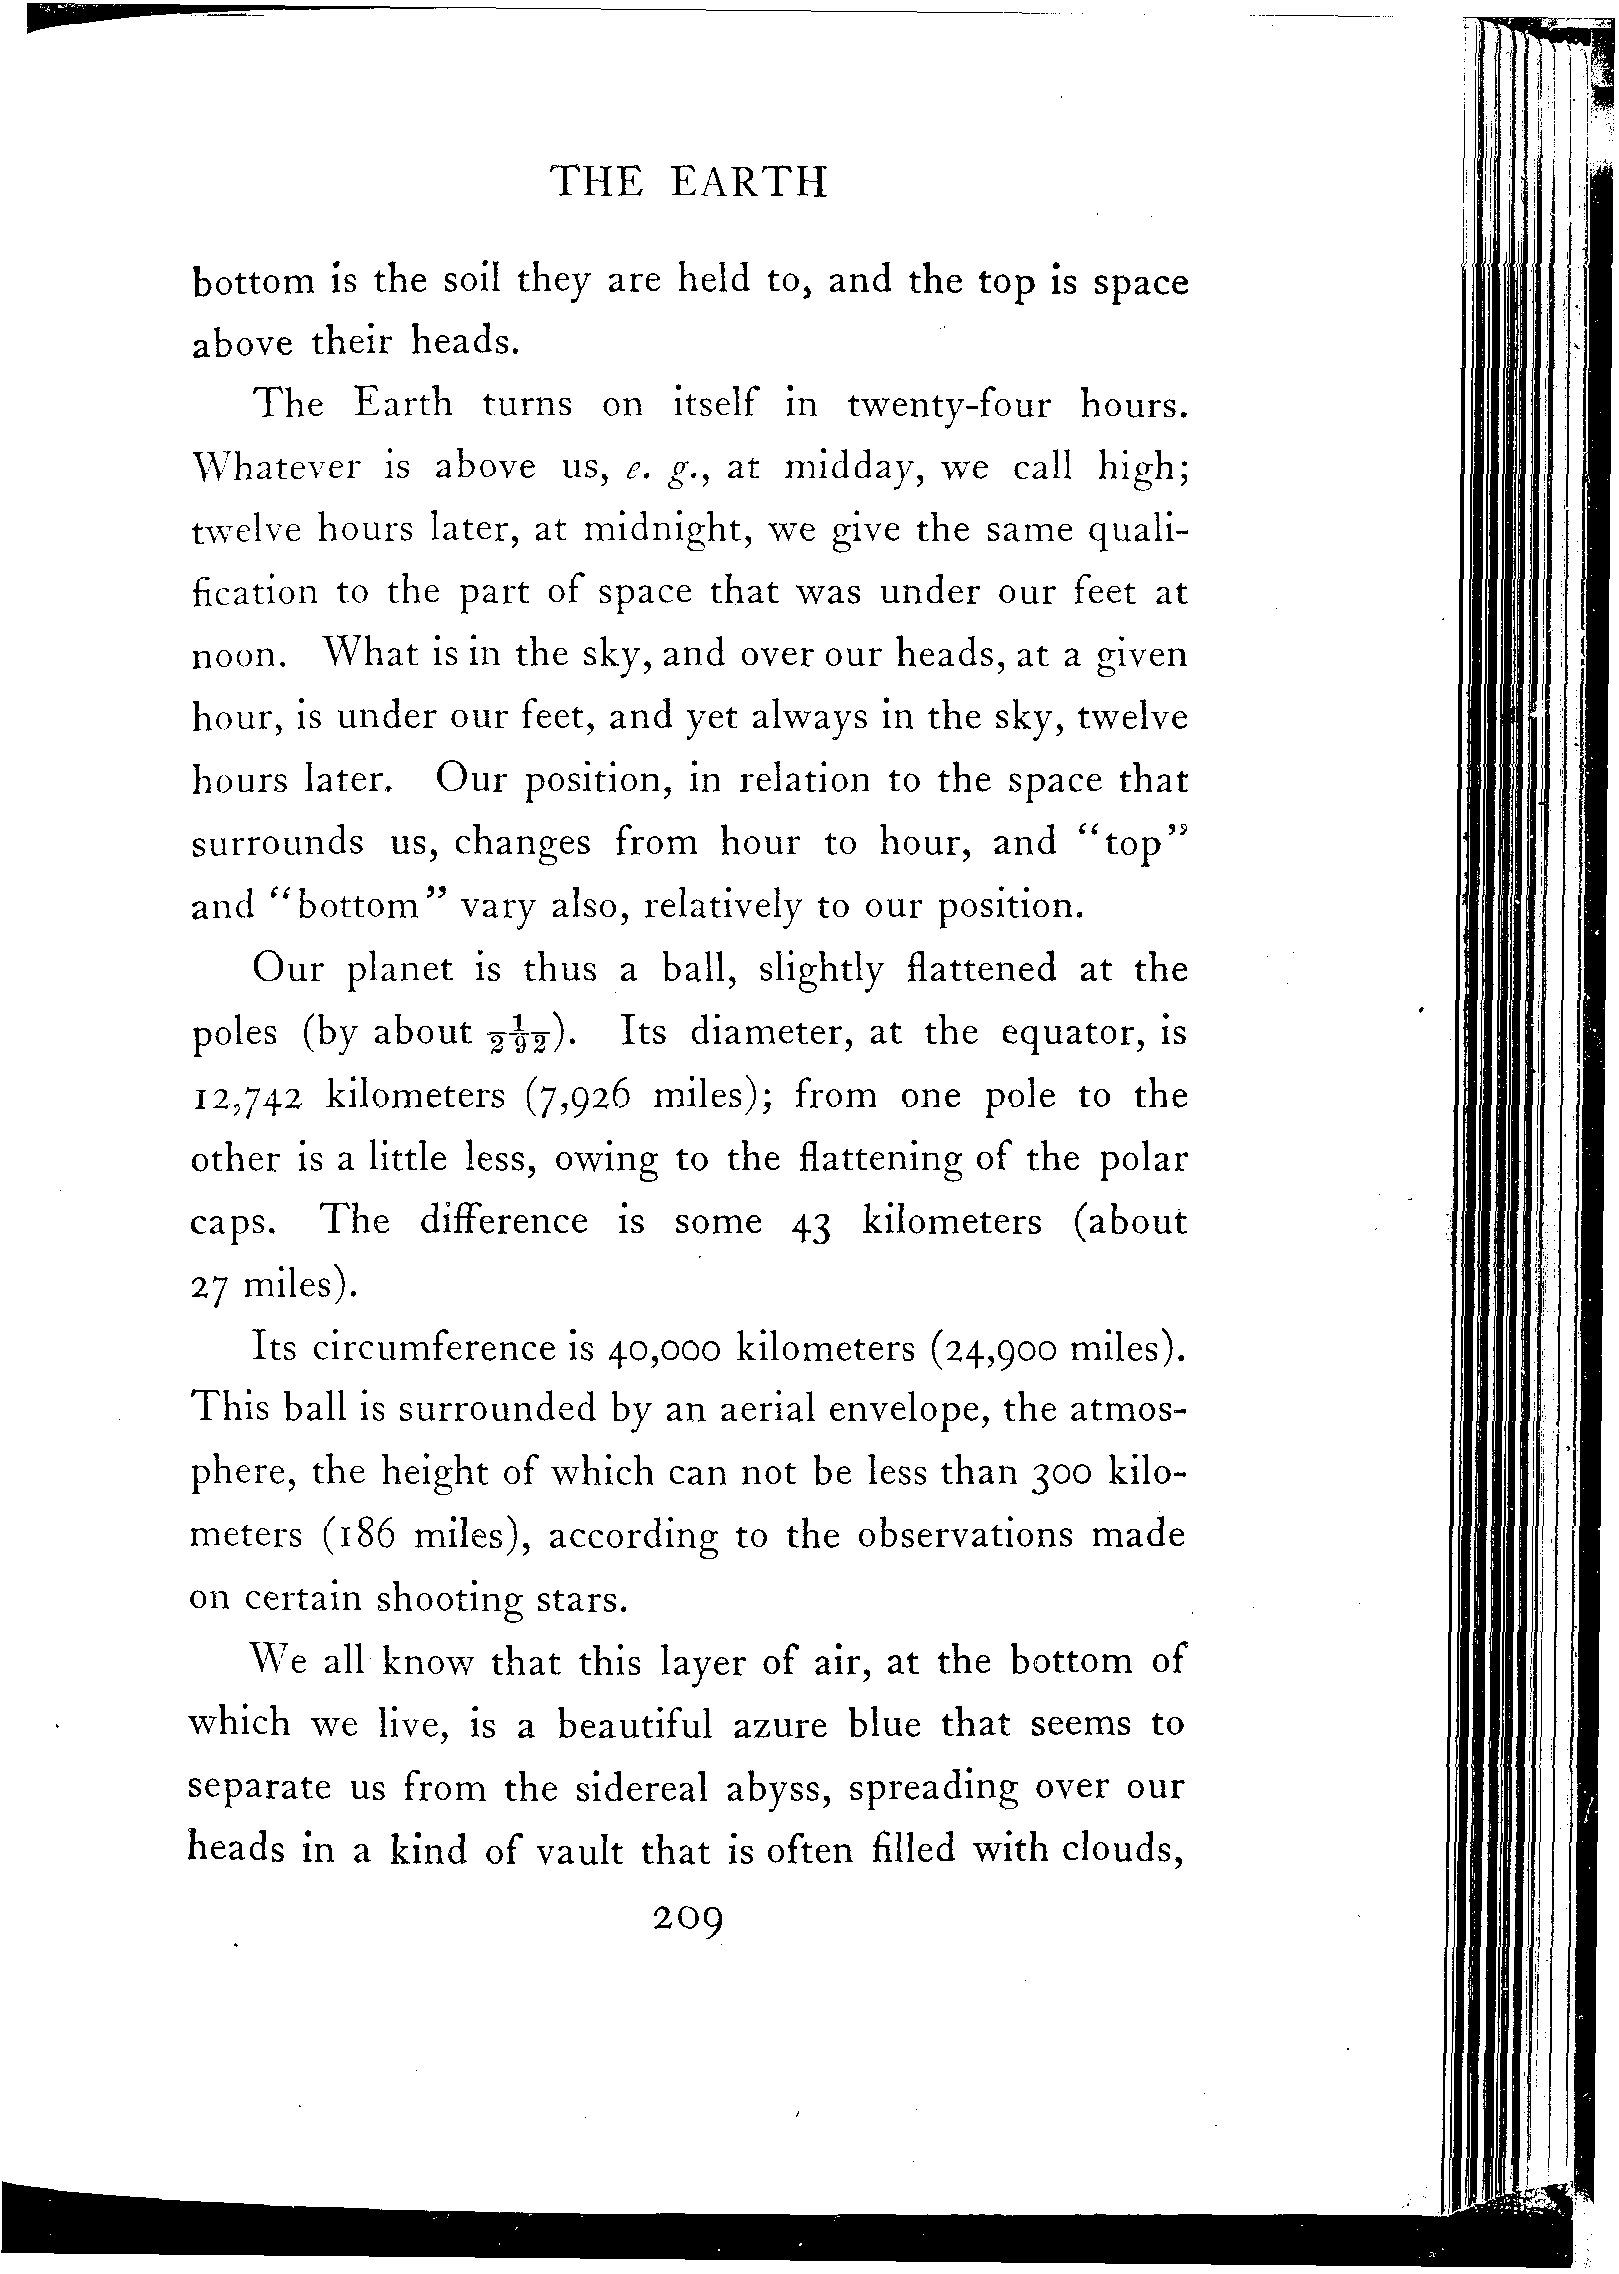 THE EARTH
bottom is the soil they are held to, and the top is space
above their heads.
The Earth turns on itself in twenty-four hours.
Whatever is above us, e. g., at midday, we call high;
twelve hours later, at midnight, we give the same quali-
fication to the part of space that was under our feet at
noon. What is in the sky, and over our heads, at a given
hour, is under our feet, and yet always in the sky, twelve
hours later. Our position, in relation to the space that
surrounds us, changes from hour to hour, and "top"
and "bottom" vary also, relatively to our position.
Our planet is thus a ball, slightly flattened at the
poles (by about 1/292). Its diameter, at the equator, is
12,742 kilometers (7,926 miles); from one pole to the
other is a little less, owing to the flattening of the polar
caps. The difference is some 43 kilometers (about
27 miles).
Its circumference is 40,000 kilometers (24,900 miles).
This ball is surrounded by an aerial envelope, the atmos-
phere, the height of which can not be less than 300 kilo-
meters (186 miles), according to the observations made
on certain shooting stars.
We all know that this layer of air, at the bottom of
which we live, is a beautiful azure blue that seems to
separate us from the sidereal abyss, spreading over our
heads in a kind of vault that is often filled with clouds,
209